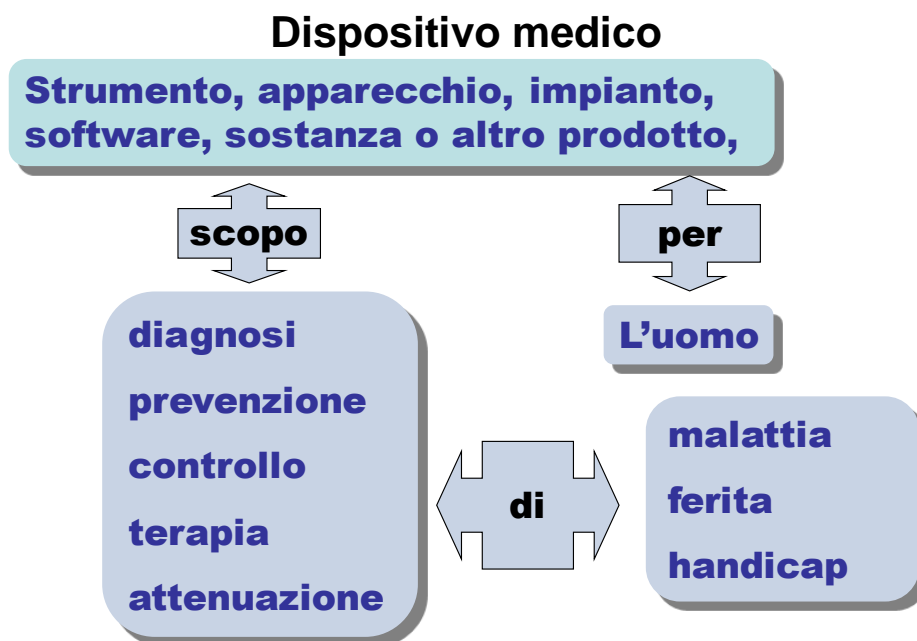 Dispositivo medico
Strumento, apparecchio, impianto,
software, sostanza o altro prodotto,
scopo
per
diagnosi
prevenzione
controllo
terapia
attenuazione
L'uomo
di
malattia
ferita
handicap